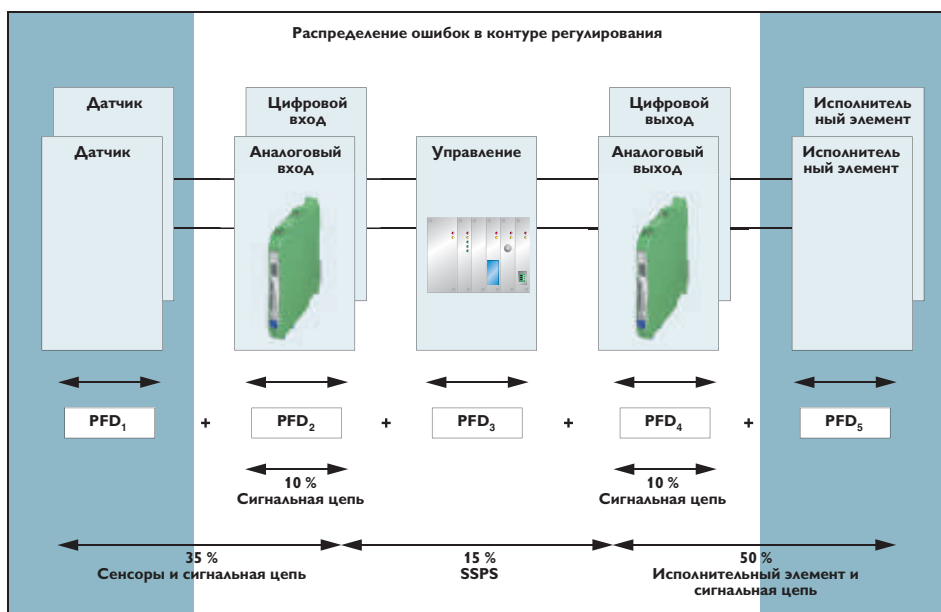 Распределение ошибок в контуре регулирования
Датчик
Цифровой
вход
Цифровой
выход
Исполнитель
ный элемент
Датчик
Аналоговый
вход
Управление
Аналоговый
выход
Исполнитель
ный элемент
PFD₁ + PFD₂ + PFD₃ + PFD₄ + PFD₅
10 %
Сигнальная цепь
10 %
Сигнальная цепь
35 %
Сенсоры и сигнальная цепь
15 %
SSPS
50 %
Исполнительный элемент и
сигнальная цепь